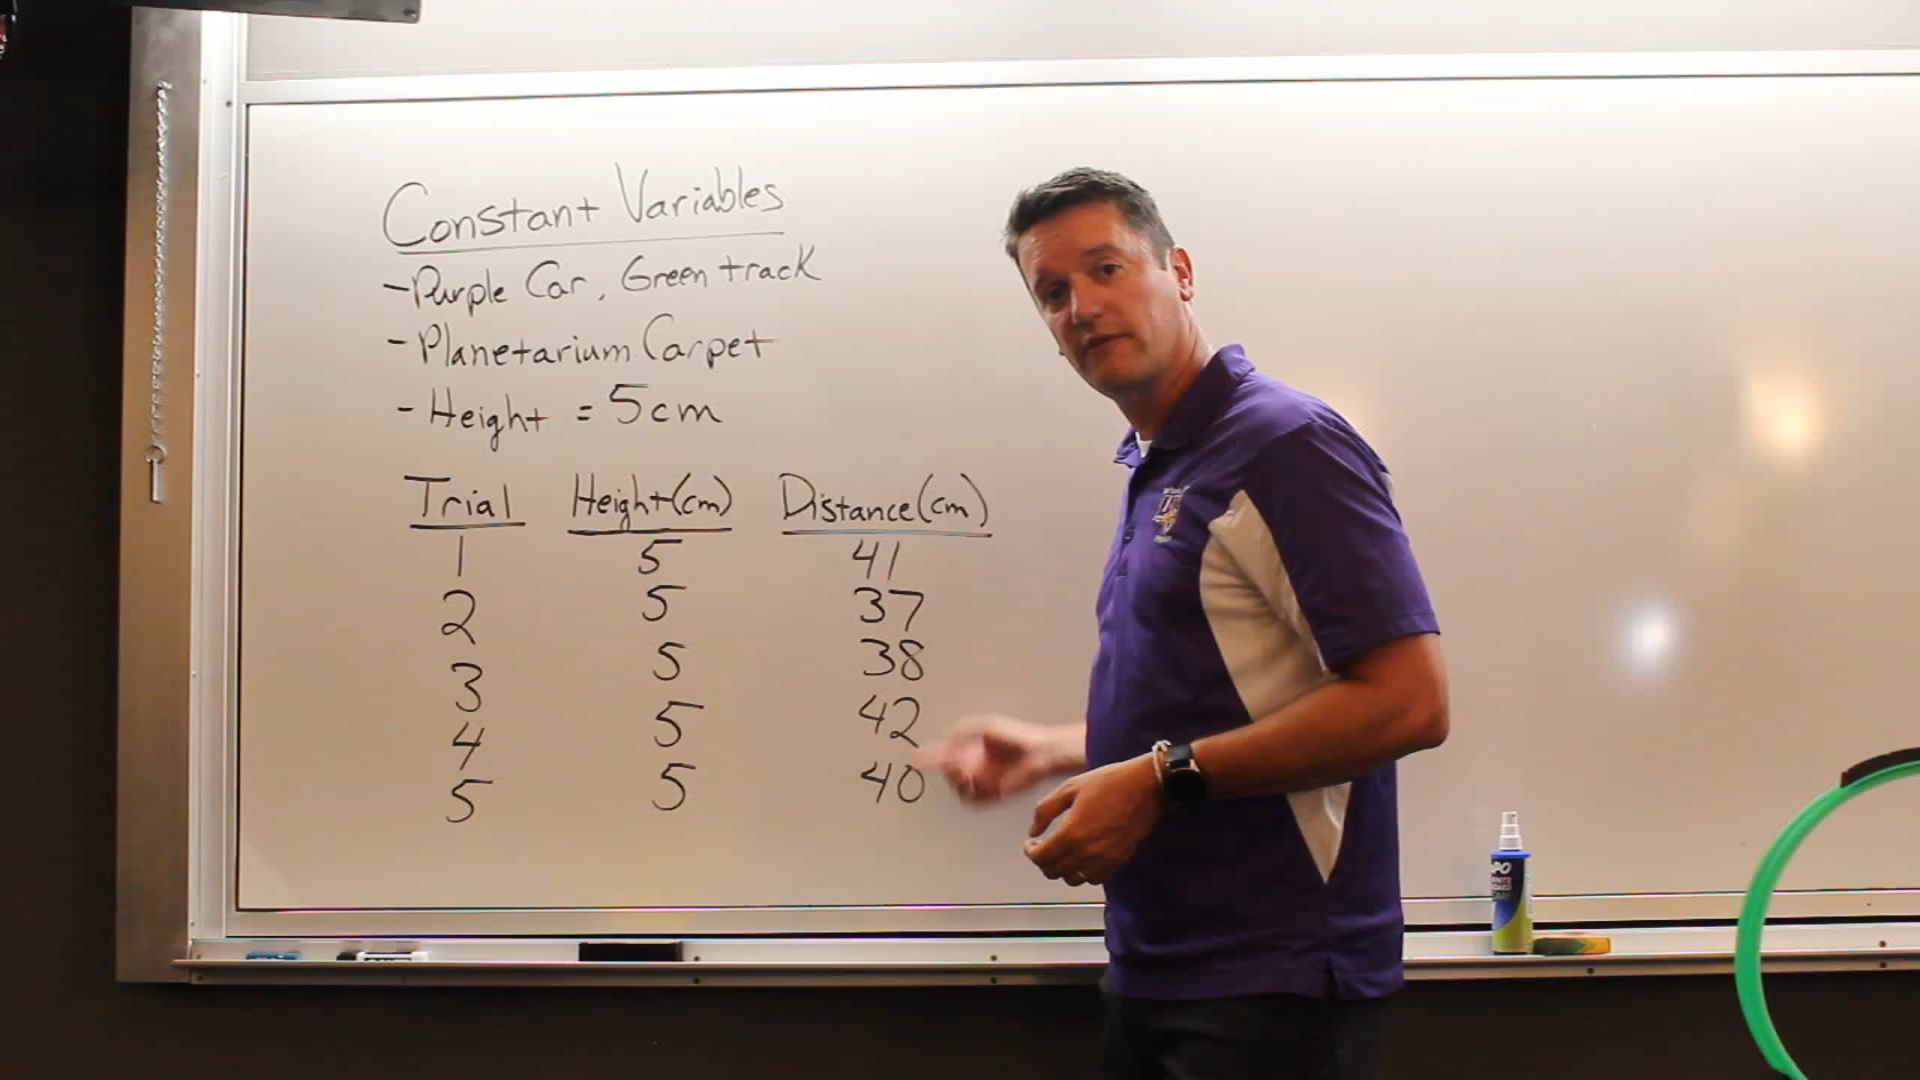 Constant Variables
- Purple Car, Green track
- Planetarium Carpet
- Height = 5cm
Trial Height(cm) Distance(cm)
1 5 41
2 5 37
3 5 38
4 5 42
5 5 40